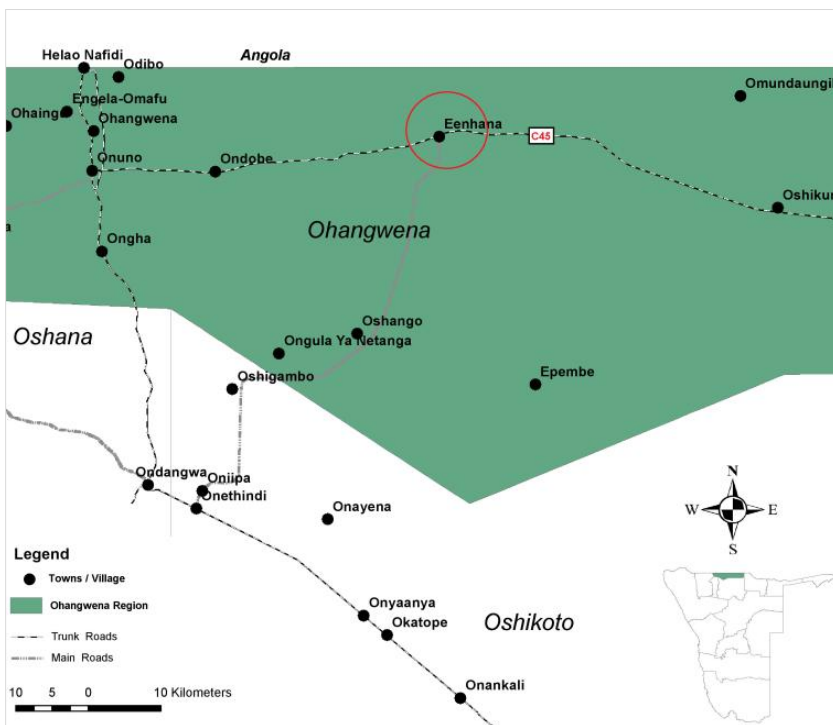 Angola
Helao Nafidi
Odibo
Omundaungil
Engela-Omafu
Ohainge
Ohangwena
Eenhana
C45
Onuno
Ondobe
Oshikun
a
Ohangwena
Ongha
Oshango
Oshana
Ongula Ya Netanga
Oshigambo
Epembe
Ondangwa
Oniipa
Onethindi
Onayena
N
W
E
S
Legend
Towns / Village
Ohangwena Region
Trunk Roads
Main Roads
10 5 0 10 Kilometers
Onyaanya
Okatope
Oshikoto
Onankali